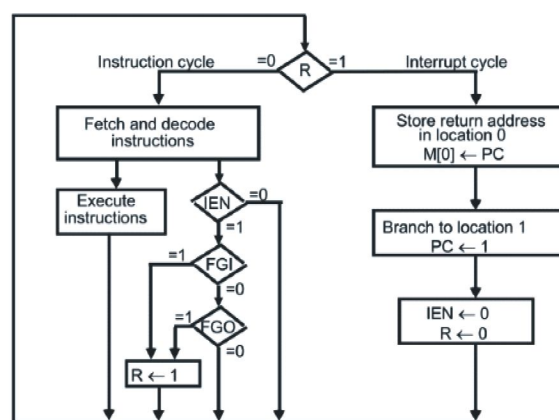 Instruction cycle
=0
R
=1
Interrupt cycle
Fetch and decode
instructions
Store return address
in location 0
M[0] ← PC
Execute
instructions
IEN
=0
=1
Branch to location 1
PC ← 1
=1
FGI
=0
=1
FGO
=0
IEN ← 0
R ← 0
R ← 1